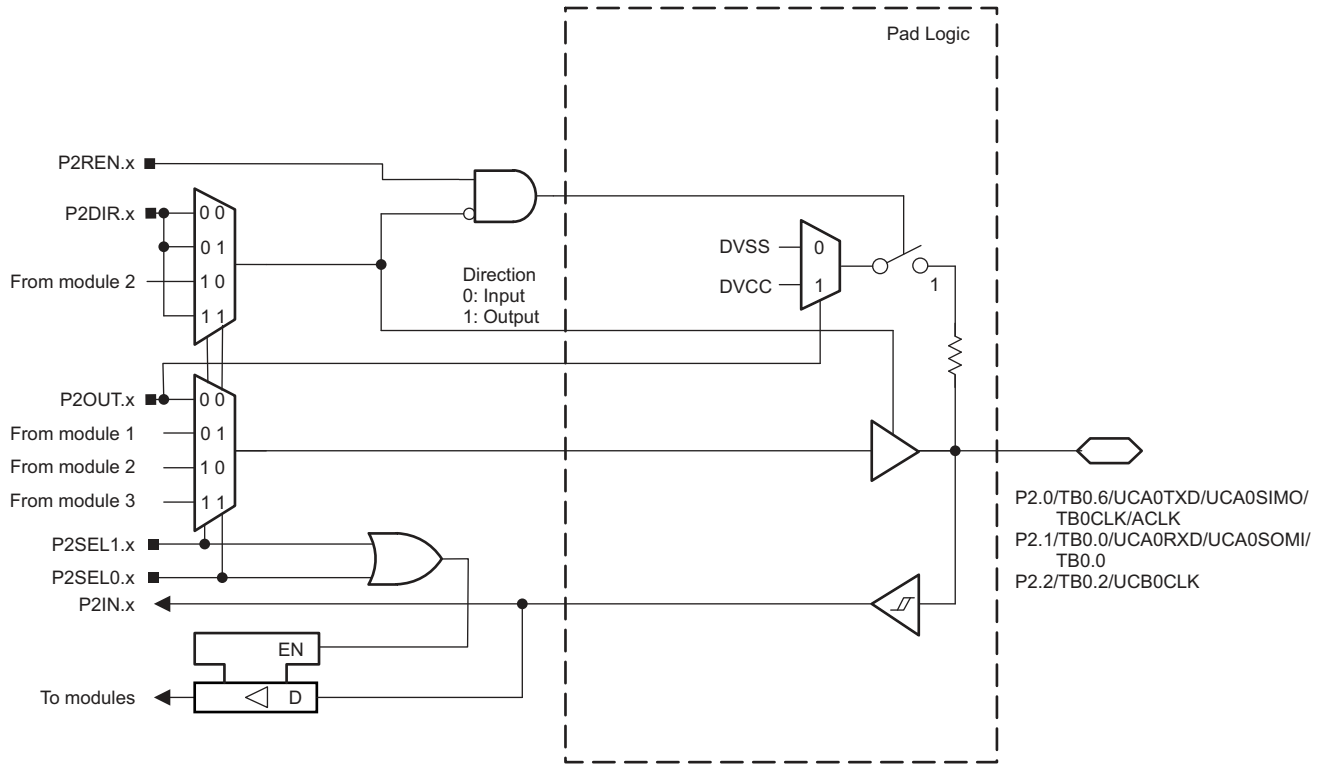 Pad Logic
P2REN.x
P2DIR.x
0 0
0 1
From module 2
1 0
1 1
Direction
0: Input
1: Output
DVSS
0
DVCC
1
1
P2OUT.x
0 0
From module 1
0 1
From module 2
1 0
From module 3
1 1
P2SEL1.x
P2SEL0.x
P2IN.x
EN
To modules
D
P2.0/TB0.6/UCA0TXD/UCA0SIMO/
TB0CLK/ACLK
P2.1/TB0.0/UCA0RXD/UCA0SOMI/
TB0.0
P2.2/TB0.2/UCB0CLK